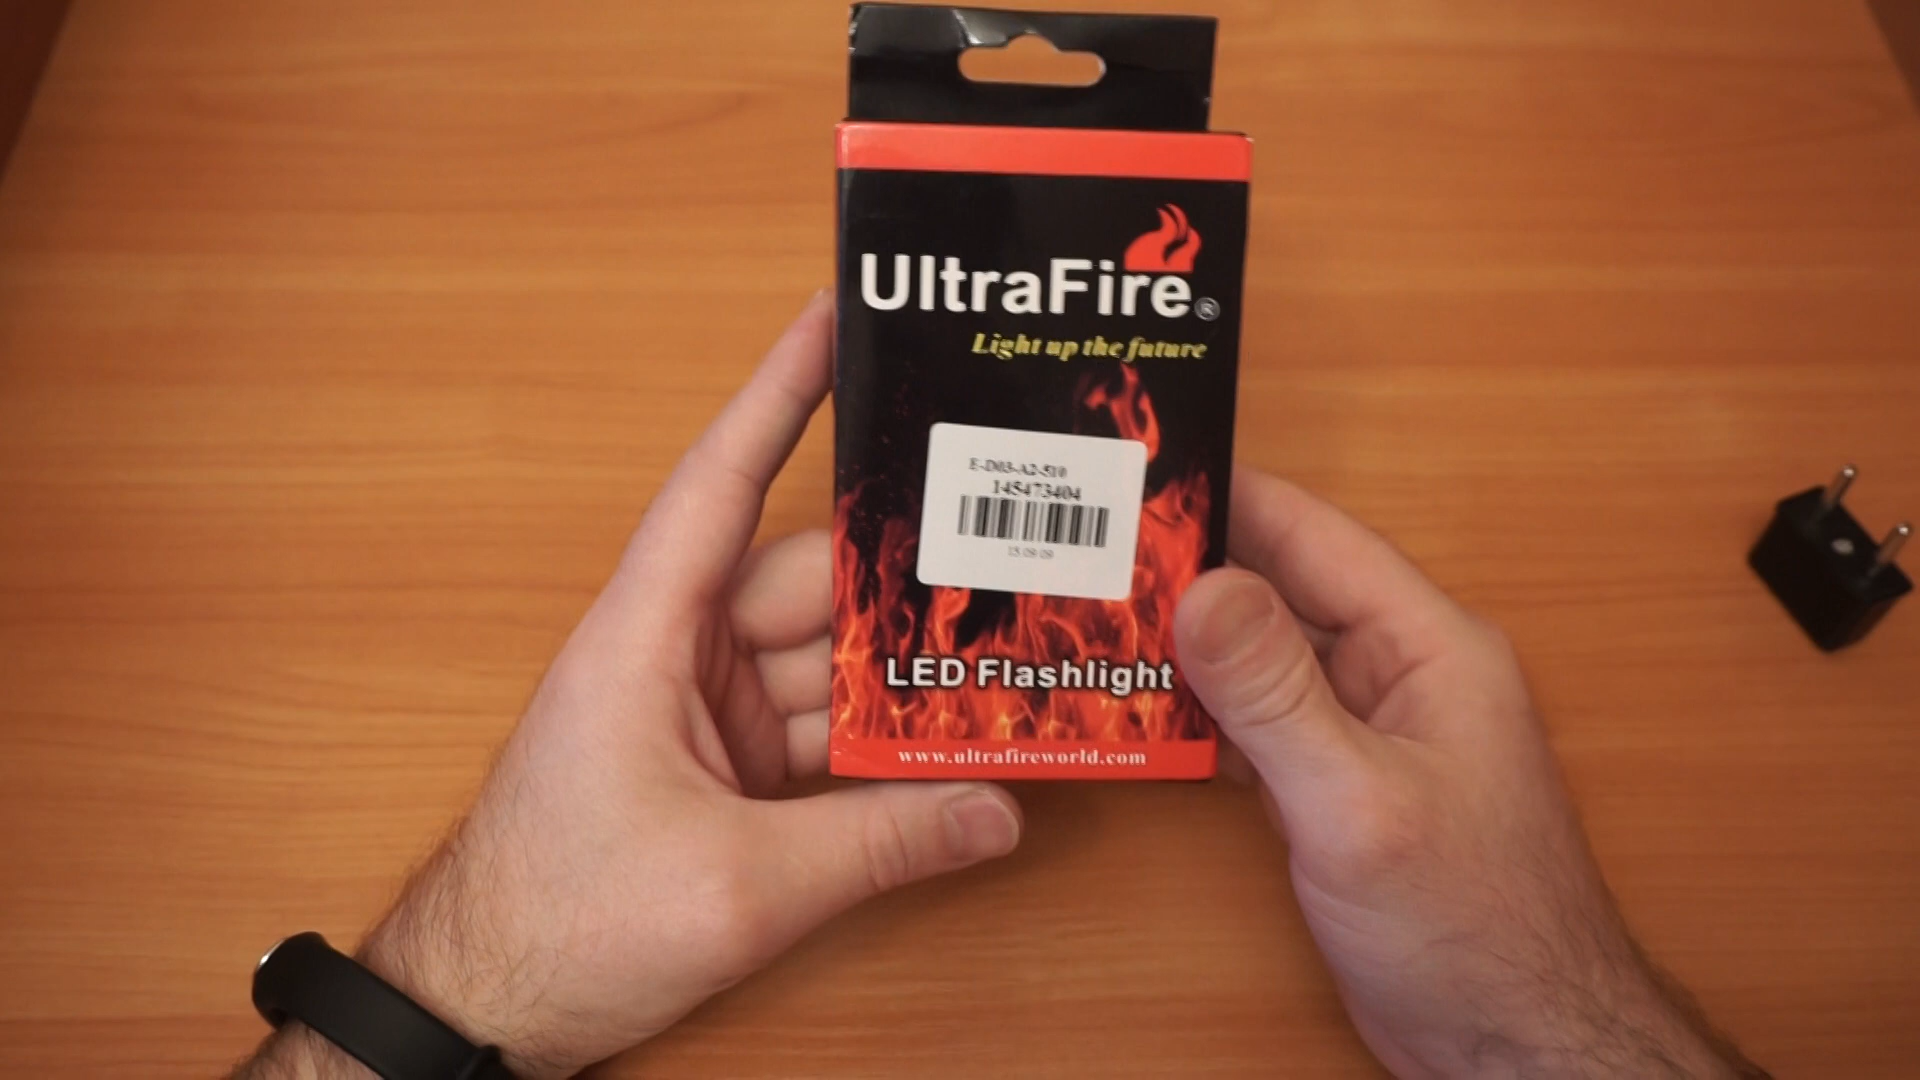 UltraFire®
Light up the future
E-D03-A2-510
145473404
15.09.09
LED Flashlight
www.ultrafireworld.com